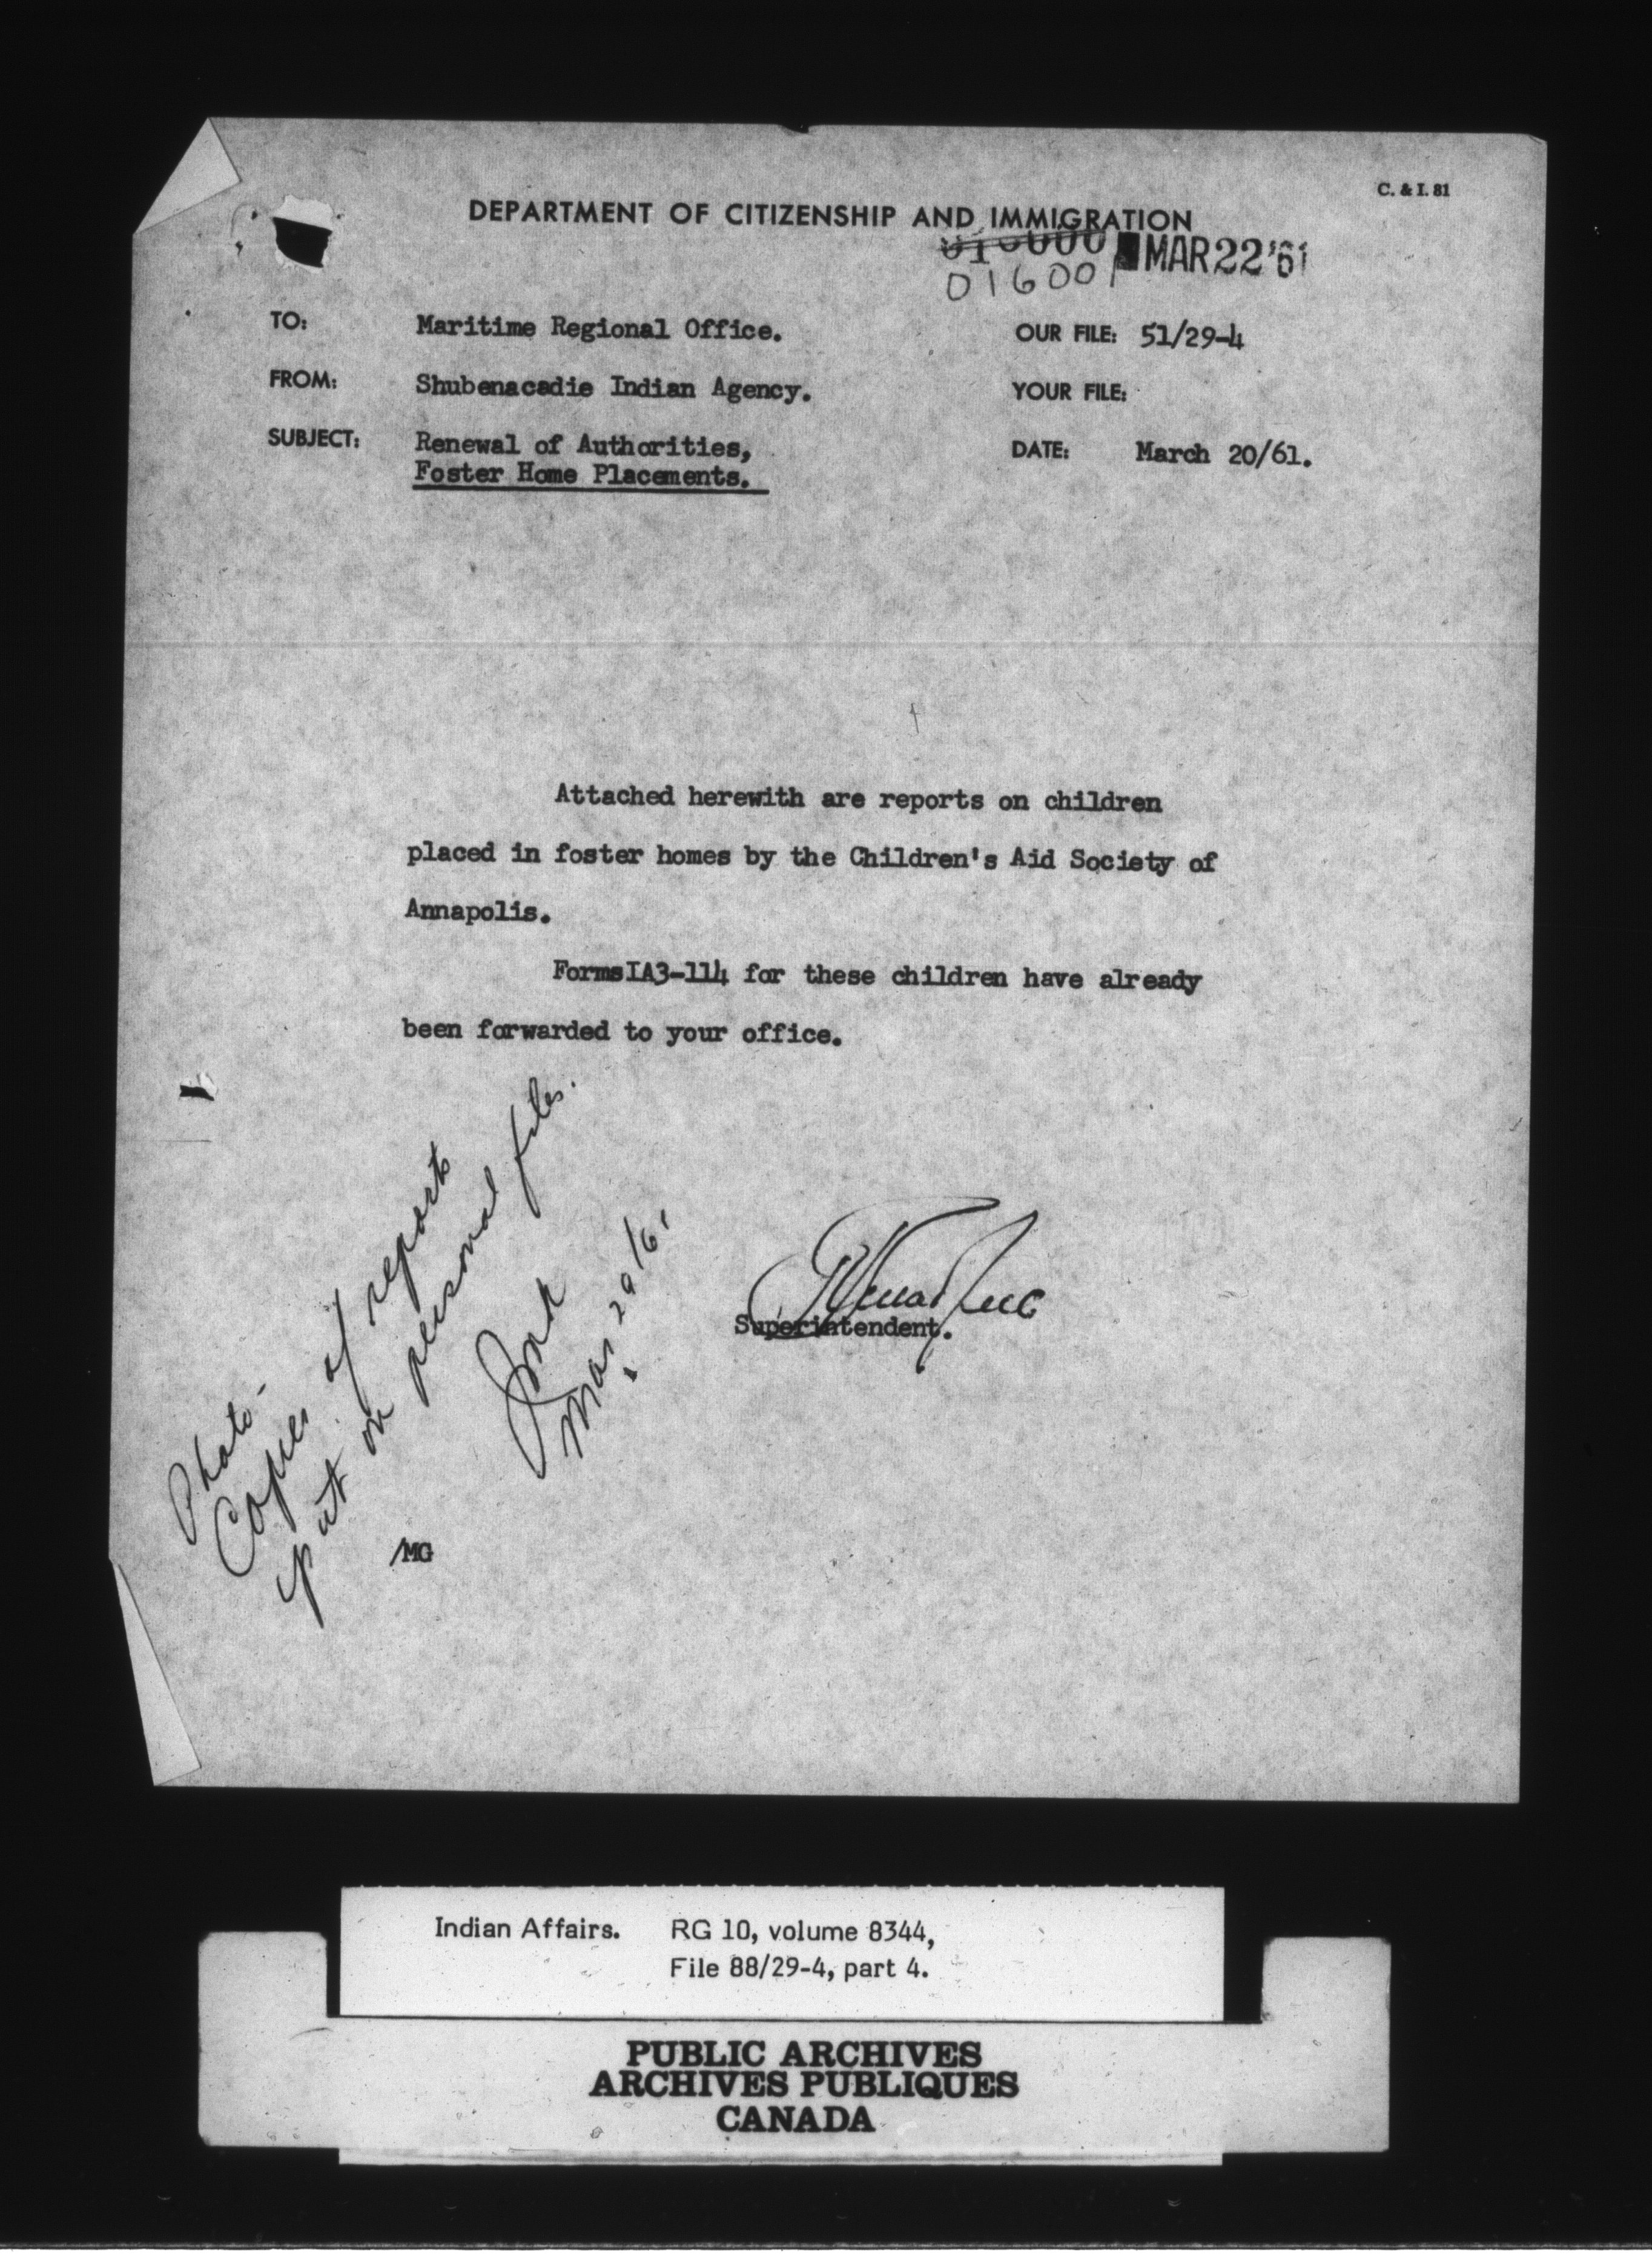 C. & I. 81
DEPARTMENT OF CITIZENSHIP AND IMMIGRATION
016001 MAR 22 '61
TO: Maritime Regional Office. OUR FILE: 51/29-4
FROM: Shubenacadie Indian Agency. YOUR FILE:
SUBJECT: Renewal of Authorities, DATE: March 20/61.
Foster Home Placements.
Attached herewith are reports on children
placed in foster homes by the Children's Aid Society of
Annapolis.
FormsIA3-114 for these children have already
been forwarded to your office.
Superintendent.
Photo-
Copies of reports
put on personal files.
Mar 29/61
/MG
Indian Affairs. RG 10, volume 8344,
File 88/29-4, part 4.
PUBLIC ARCHIVES
ARCHIVES PUBLIQUES
CANADA